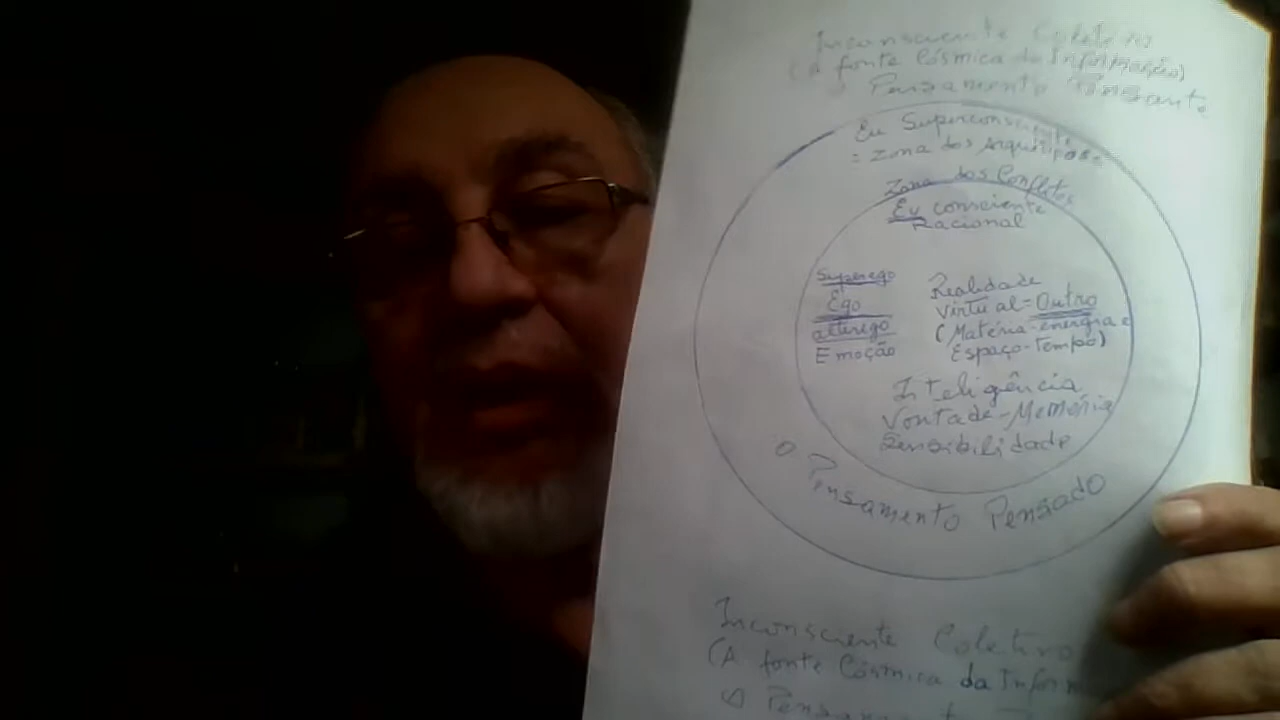 Inconsciente Coletivo
(A fonte Cósmica da Informação)
O Pensamento Pensante
Eu Superconsciente
= Zona dos Arquétipos =
Zona dos Conflitos
Eu consciente
Racional
Superego
Ego
alterego
Emoção
Realidade
virtual = Outro
(Matéria-energia e
Espaço-Tempo)
Inteligência
Vontade-Memória
Sensibilidade
O Pensamento Pensado
Inconsciente Coletivo
(A fonte Cósmica da Inform
O